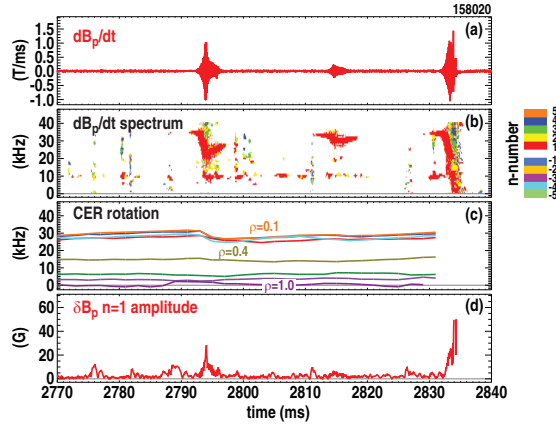 158020
(a)
dB_p/dt
(T/ms)
1.5
1.0
0.5
0.0
-0.5
-1.0
(b)
dB_p/dt spectrum
(kHz)
40
30
20
10
0
n-number
(c)
CER rotation
(kHz)
40
30
20
10
0
ρ=0.1
ρ=0.4
ρ=1.0
(d)
δB_p n=1 amplitude
(G)
60
40
20
0
2770 2780 2790 2800 2810 2820 2830 2840
time (ms)